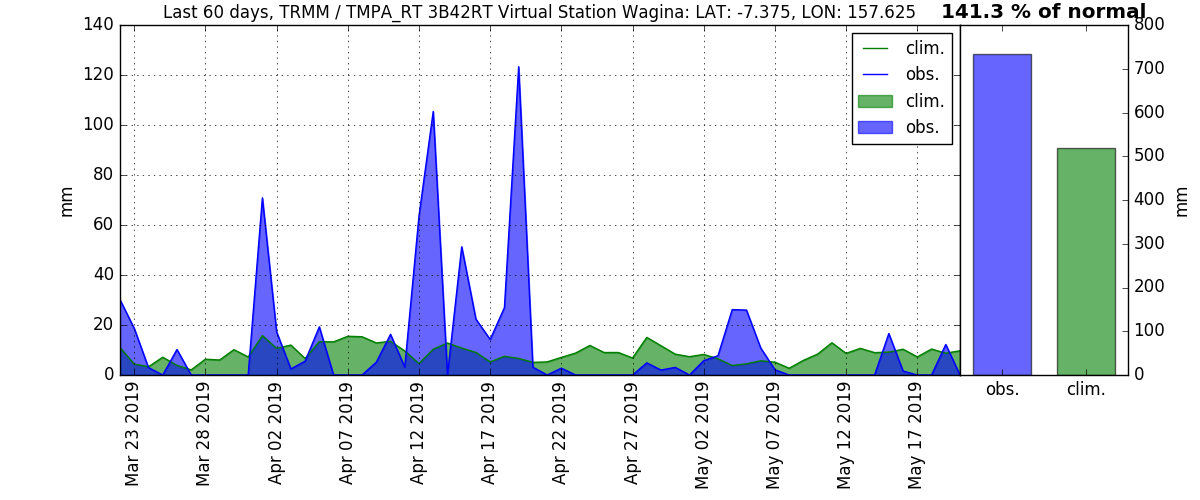 Last 60 days, TRMM / TMPA_RT 3B42RT Virtual Station Wagina: LAT: -7.375, LON: 157.625
141.3 % of normal
140
120
100
80
60
40
20
0
mm
clim.
obs.
clim.
obs.
Mar 23 2019
Mar 28 2019
Apr 02 2019
Apr 07 2019
Apr 12 2019
Apr 17 2019
Apr 22 2019
Apr 27 2019
May 02 2019
May 07 2019
May 12 2019
May 17 2019
800
700
600
500
400
300
200
100
0
mm
obs.
clim.